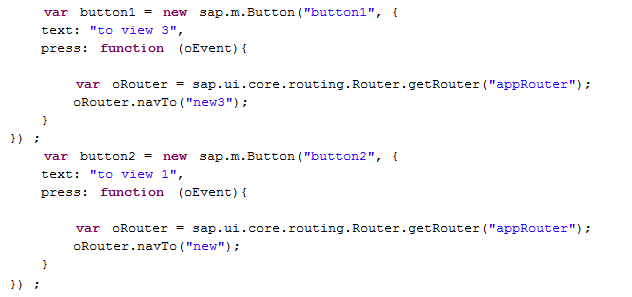 var button1 = new sap.m.Button("button1", {
text: "to view 3",
press: function (oEvent){
var oRouter = sap.ui.core.routing.Router.getRouter("appRouter");
oRouter.navTo("new3");
}
}) ;
var button2 = new sap.m.Button("button2", {
text: "to view 1",
press: function (oEvent){
var oRouter = sap.ui.core.routing.Router.getRouter("appRouter");
oRouter.navTo("new");
}
}) ;